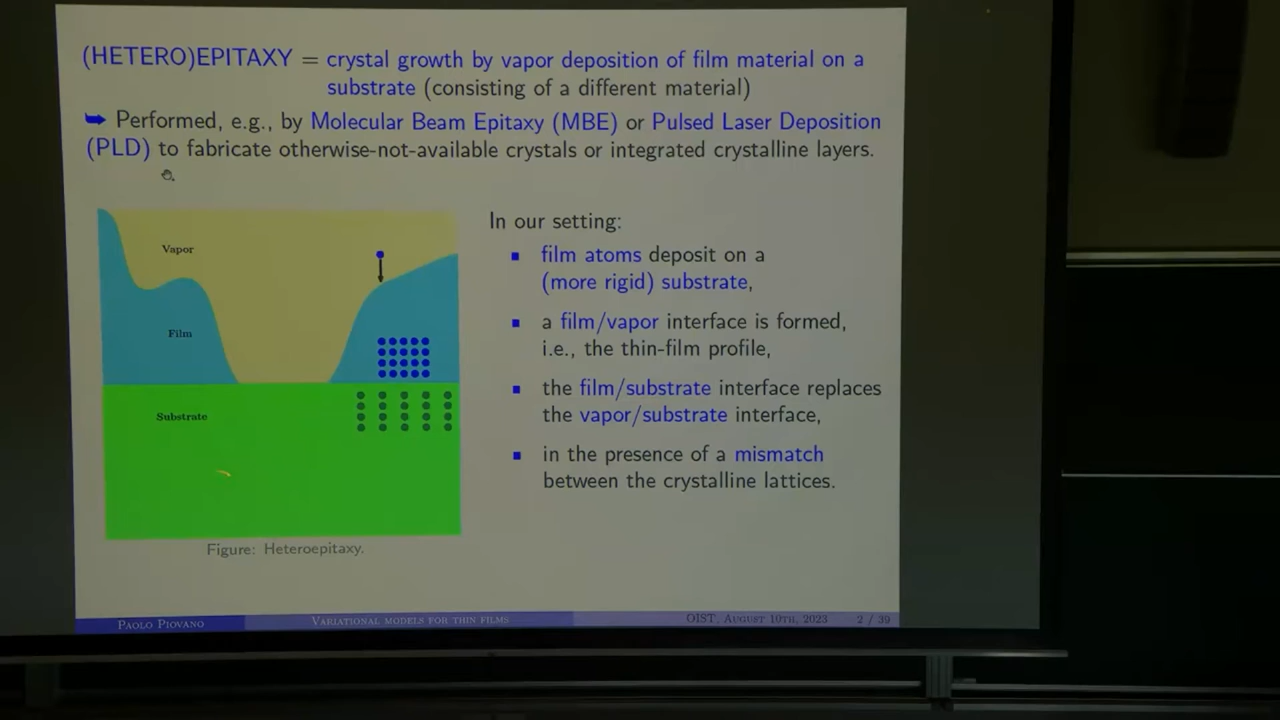 (HETERO)EPITAXY = crystal growth by vapor deposition of film material on a
substrate (consisting of a different material)
➥ Performed, e.g., by Molecular Beam Epitaxy (MBE) or Pulsed Laser Deposition
(PLD) to fabricate otherwise-not-available crystals or integrated crystalline layers.
Vapor
Film
Substrate
Figure: Heteroepitaxy.
In our setting:
film atoms deposit on a
(more rigid) substrate,
a film/vapor interface is formed,
i.e., the thin-film profile,
the film/substrate interface replaces
the vapor/substrate interface,
in the presence of a mismatch
between the crystalline lattices.
Paolo Piovano Variational models for thin films OIST, August 10th, 2023 2 / 39